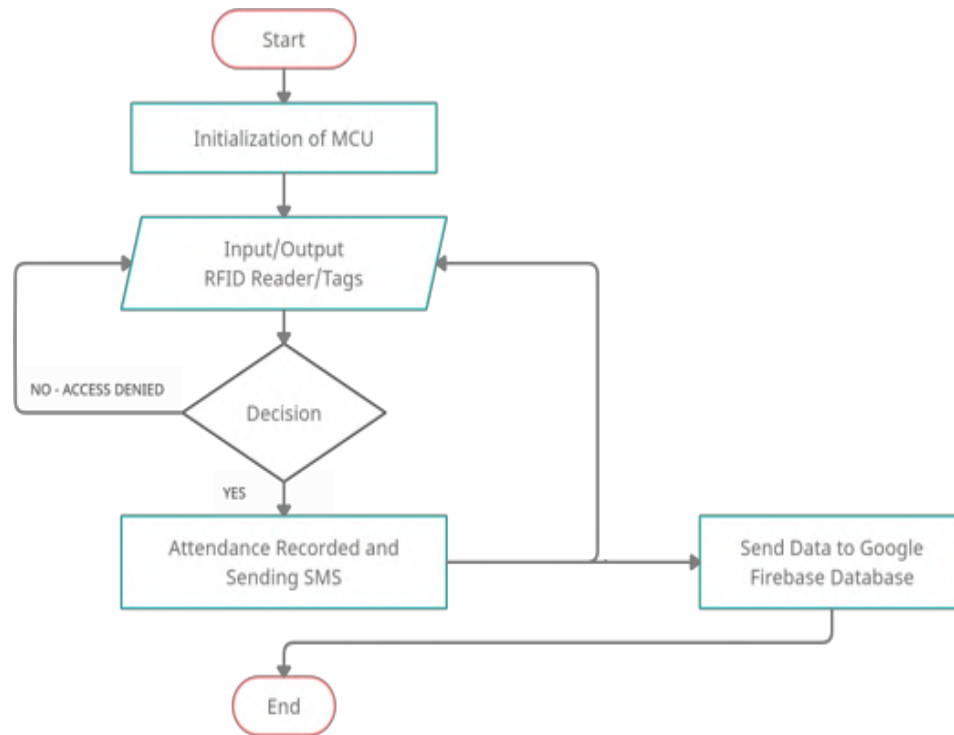 Start
Initialization of MCU
Input/Output
RFID Reader/Tags
NO - ACCESS DENIED
Decision
YES
Attendance Recorded and
Sending SMS
Send Data to Google
Firebase Database
End